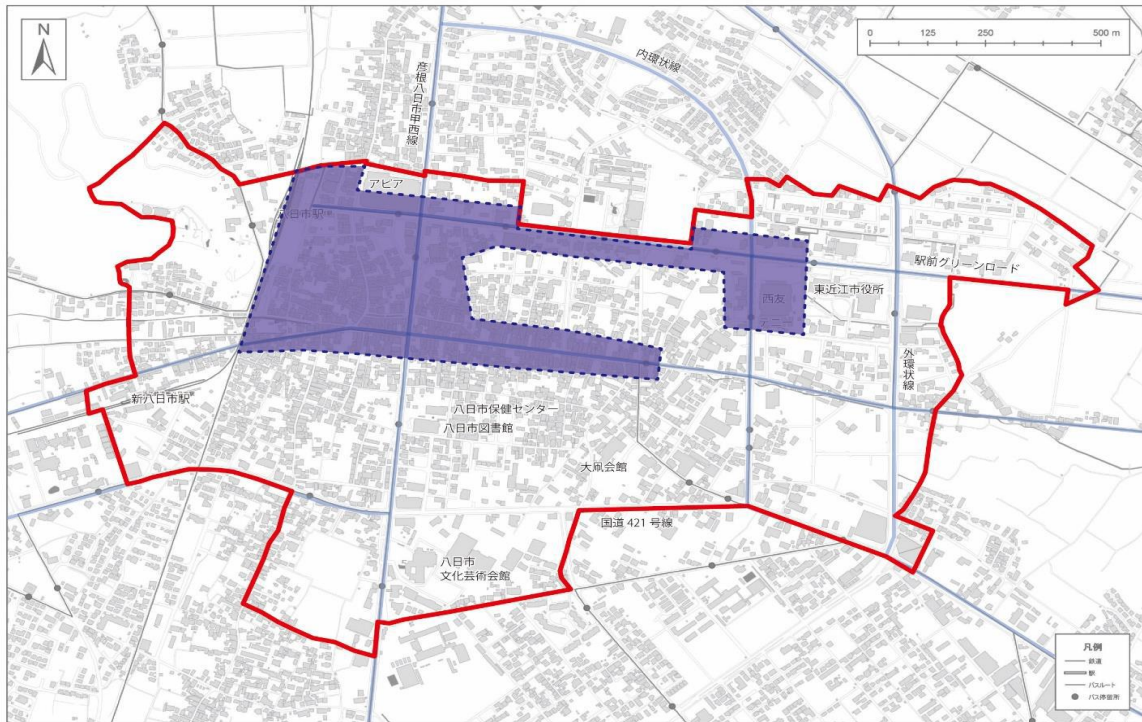 N
0 125 250 500 m
内環状線
彦根八日市甲西線
アピア
八日市駅
駅前グリーンロード
西友
東近江市役所
外環状線
新八日市駅
八日市保健センター
八日市図書館
大凧会館
国道 421 号線
八日市
文化芸術会館
凡例
鉄道
駅
バスルート
バス停留所